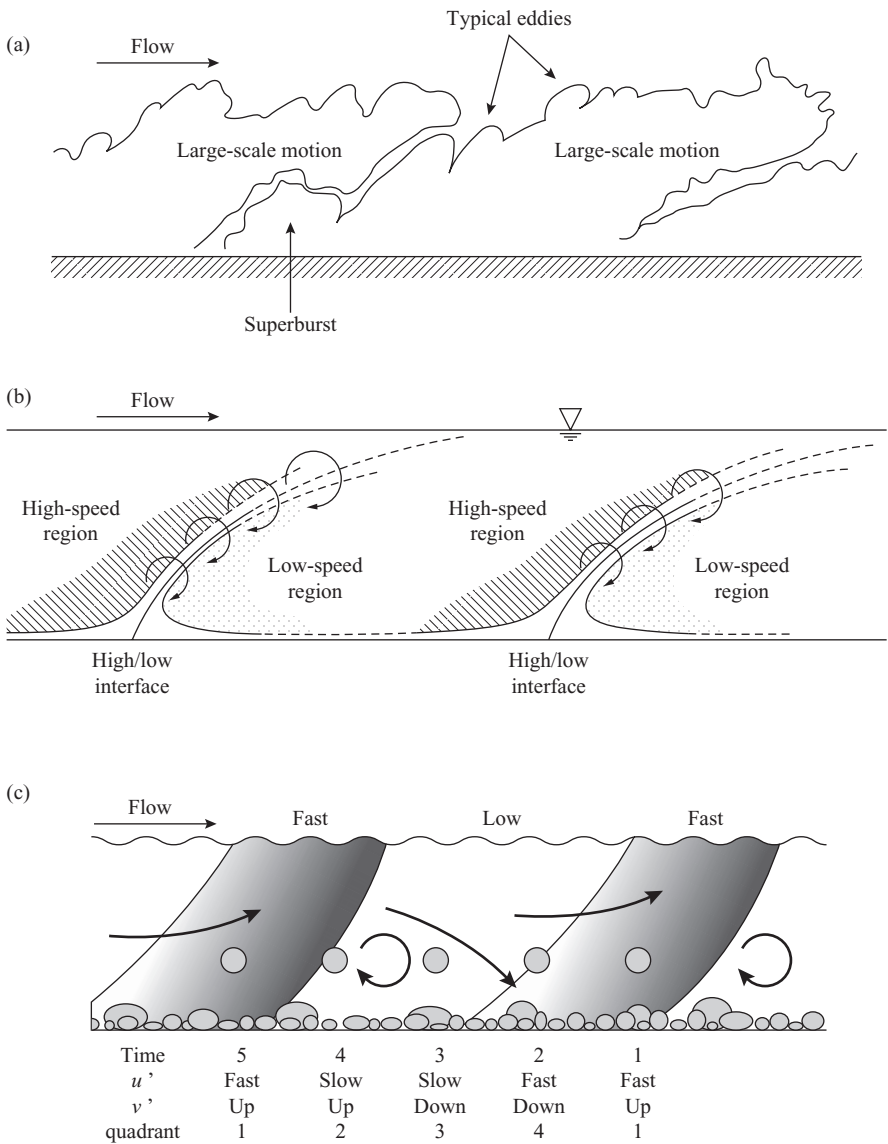 (a)
Flow
Typical eddies
Large-scale motion
Large-scale motion
Superburst
(b)
Flow
High-speed
region
Low-speed
region
High-speed
region
Low-speed
region
High/low
interface
High/low
interface
(c)
Flow
Fast
Low
Fast
Time 5 4 3 2 1
u ’ Fast Slow Slow Fast Fast
v ’ Up Up Down Down Up
quadrant 1 2 3 4 1